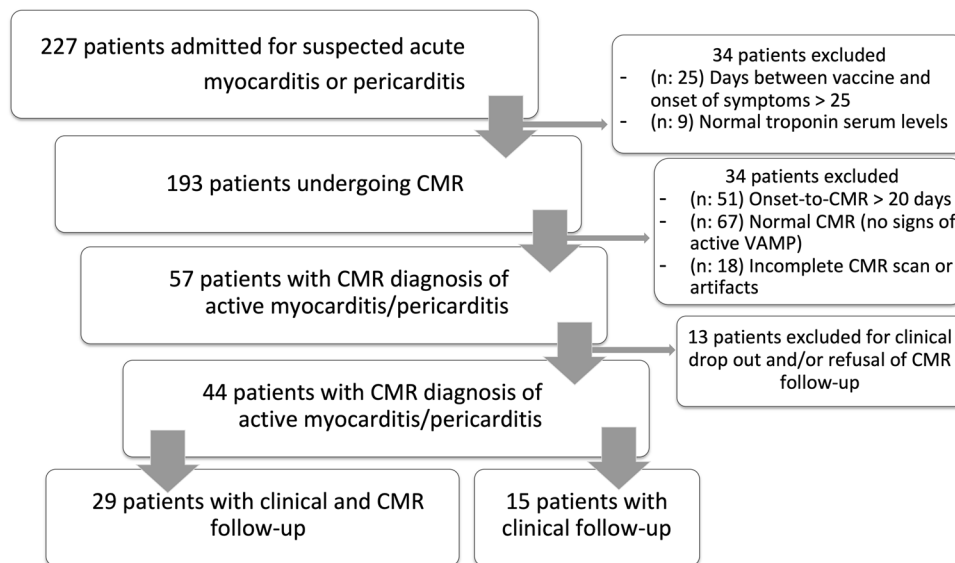 227 patients admitted for suspected acute
myocarditis or pericarditis
34 patients excluded
- (n: 25) Days between vaccine and
onset of symptoms > 25
- (n: 9) Normal troponin serum levels
193 patients undergoing CMR
34 patients excluded
- (n: 51) Onset-to-CMR > 20 days
- (n: 67) Normal CMR (no signs of
active VAMP)
- (n: 18) Incomplete CMR scan or
artifacts
57 patients with CMR diagnosis of
active myocarditis/pericarditis
13 patients excluded for clinical
drop out and/or refusal of CMR
follow-up
44 patients with CMR diagnosis of
active myocarditis/pericarditis
29 patients with clinical and CMR
follow-up
15 patients with
clinical follow-up